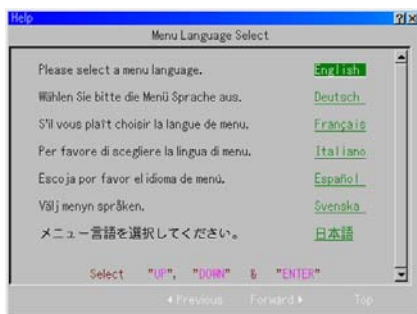 Help
Menu Language Select
Please select a menu language. English
Wählen Sie bitte die Menü Sprache aus. Deutsch
S'il vous plaît choisir la langue de menu. Français
Per favore di scegliere la lingua di menu. Italiano
Escoja por favor el idioma de menú. Español
Välj menyn språken. Svenska
メニュー言語を選択してください。 日本語
Select "UP", "DOWN" & "ENTER"
Previous Forward Top